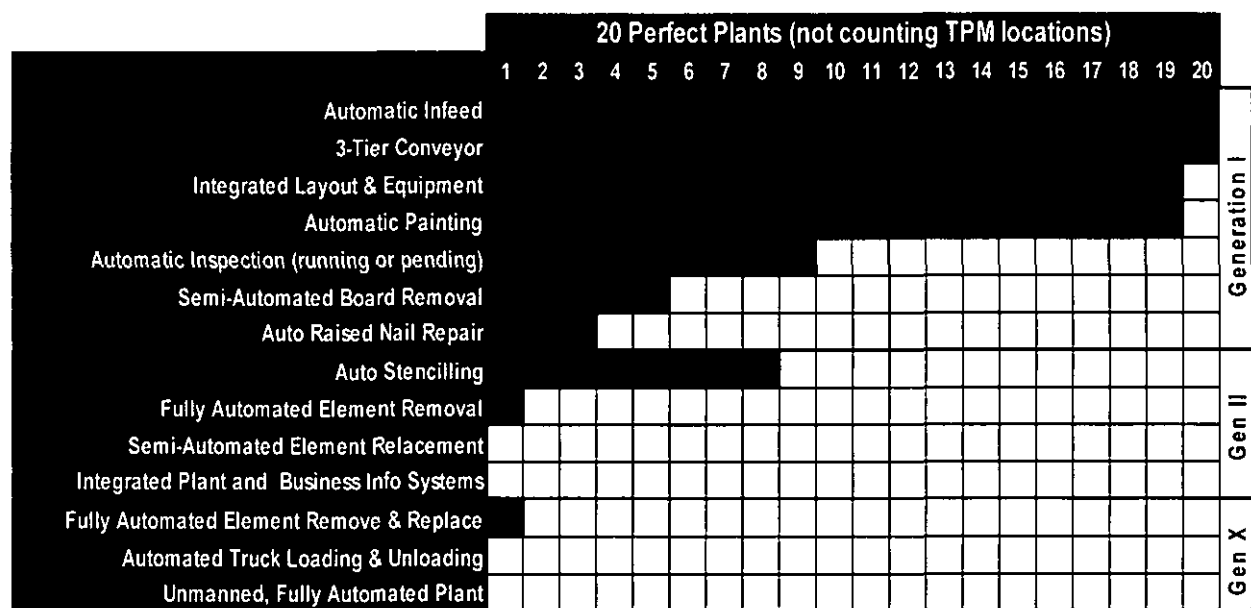 20 Perfect Plants (not counting TPM locations)
1 2 3 4 5 6 7 8 9 10 11 12 13 14 15 16 17 18 19 20
Automatic Infeed
3-Tier Conveyor
Integrated Layout & Equipment
Automatic Painting
Automatic Inspection (running or pending)
Semi-Automated Board Removal
Auto Raised Nail Repair
Generation I
Auto Stencilling
Fully Automated Element Removal
Semi-Automated Element Relacement
Integrated Plant and Business Info Systems
Gen II
Fully Automated Element Remove & Replace
Automated Truck Loading & Unloading
Unmanned, Fully Automated Plant
Gen X